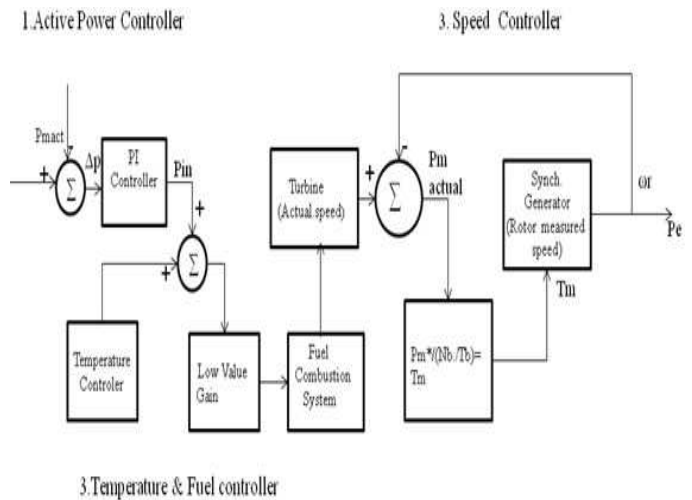 1.Active Power Controller
3. Speed Controller
Pmact
-
+
Σ
Δp
PI
Controller
Pin
+
+
Σ
Temperature
Controler
Low Value
Gain
Fuel
Combustion
System
Turbine
(Actual speed)
+
-
Σ
Pm
actual
Pm*/(Nb./Tb)=
Tm
Synch.
Generator
(Rotor measured
speed)
Tm
ωr
Pe
3.Temperature & Fuel controller